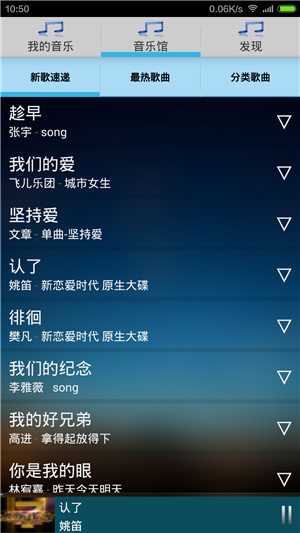 10:50 0.06K/s
我的音乐 音乐馆 发现
新歌速递 最热歌曲 分类歌曲
趁早
张宇 - song
我们的爱
飞儿乐团 - 城市女生
坚持爱
文章 - 单曲-坚持爱
认了
姚笛 - 新恋爱时代 原生大碟
徘徊
樊凡 - 新恋爱时代 原生大碟
我们的纪念
李雅薇 - song
我的好兄弟
高进 - 拿得起放得下
你是我的眼
林宥嘉 - 昨天今天明天
认了
姚笛